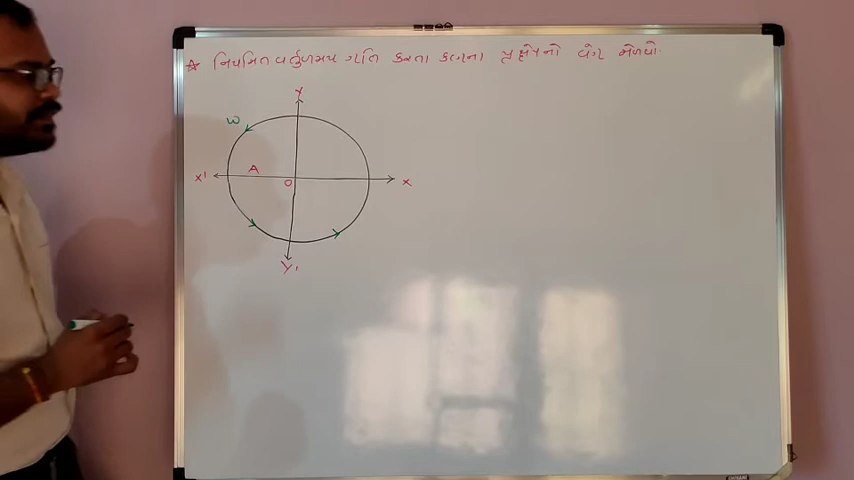 ☆ નિયમિત વર્તુળમય ગતિ કરતા કણના પ્રક્ષેપનો વેગ મેળવો.
Y
ω
X' A O X
Y'